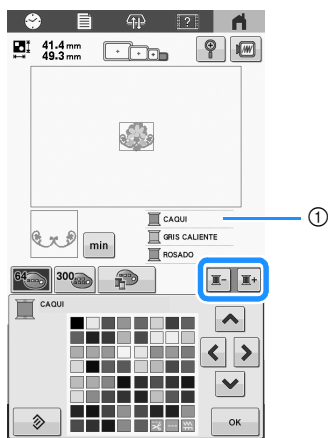 41.4 mm
49.3 mm
CAQUI
GRIS CALIENTE
ROSADO
min
64
300
CAQUI
OK
①